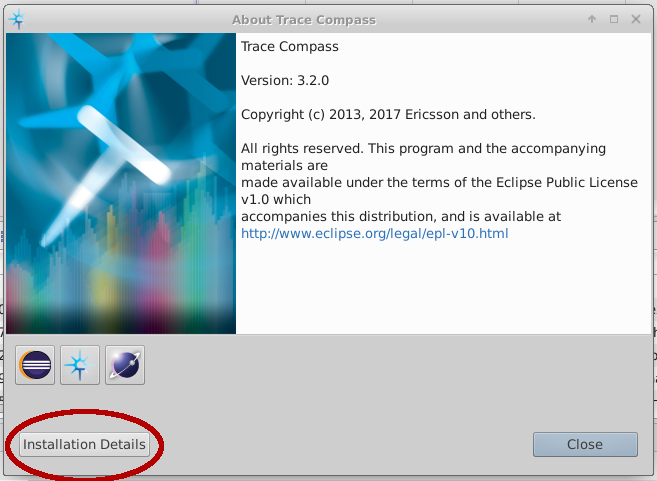 About Trace Compass
Trace Compass
Version: 3.2.0
Copyright (c) 2013, 2017 Ericsson and others.
All rights reserved. This program and the accompanying
materials are
made available under the terms of the Eclipse Public License
v1.0 which
accompanies this distribution, and is available at
http://www.eclipse.org/legal/epl-v10.html
Installation Details
Close